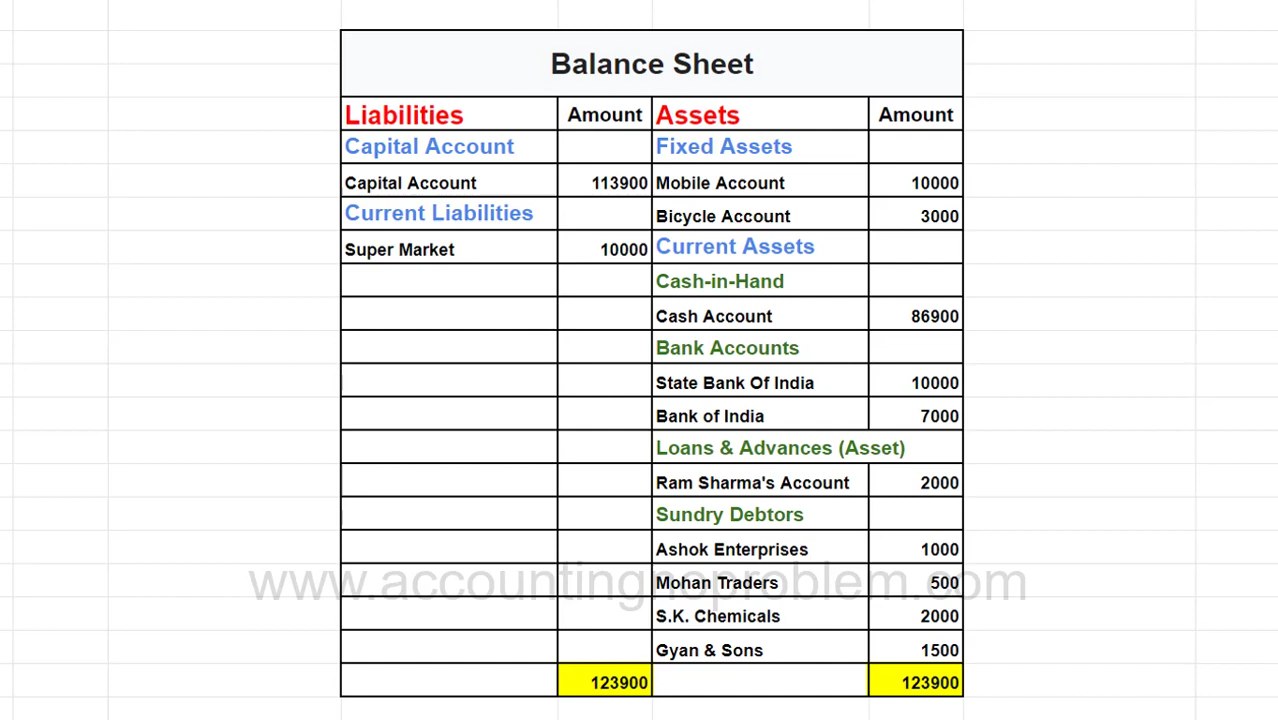 Balance Sheet
Liabilities Amount Assets Amount
Capital Account Fixed Assets
Capital Account 113900 Mobile Account 10000
Current Liabilities Bicycle Account 3000
Super Market 10000 Current Assets
Cash-in-Hand
Cash Account 86900
Bank Accounts
State Bank Of India 10000
Bank of India 7000
Loans & Advances (Asset)
Ram Sharma's Account 2000
Sundry Debtors
Ashok Enterprises 1000
www.accountingnoproblem.com
Mohan Traders 500
S.K. Chemicals 2000
Gyan & Sons 1500
123900 123900